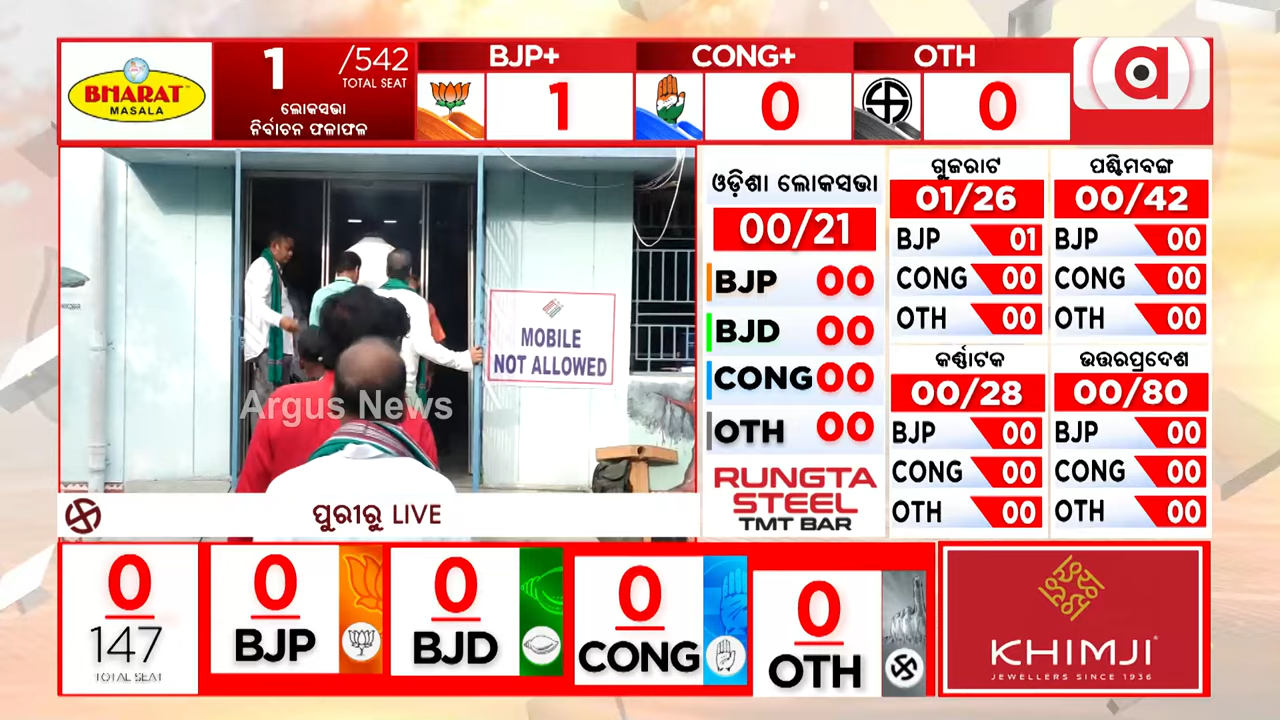 BHARAT
MASALA
1 /542
TOTAL SEAT
ଲୋକସଭା
ନିର୍ବାଚନ ଫଳାଫଳ
BJP+
1
CONG+
0
OTH
0
a
MOBILE
NOT ALLOWED
Argus News
ପୁରୀରୁ LIVE
ଓଡ଼ିଶା ଲୋକସଭା
00/21
BJP 00
BJD 00
CONG 00
OTH 00
RUNGTA
STEEL
TMT BAR
ଗୁଜରାଟ
01/26
BJP 01
CONG 00
OTH 00
ପଶ୍ଚିମବଙ୍ଗ
00/42
BJP 00
CONG 00
OTH 00
କର୍ଣ୍ଣାଟକ
00/28
BJP 00
CONG 00
OTH 00
ଉତ୍ତରପ୍ରଦେଶ
00/80
BJP 00
CONG 00
OTH 00
0
147
TOTAL SEAT
0
BJP
0
BJD
0
CONG
0
OTH
KHIMJI
JEWELLERS SINCE 1936